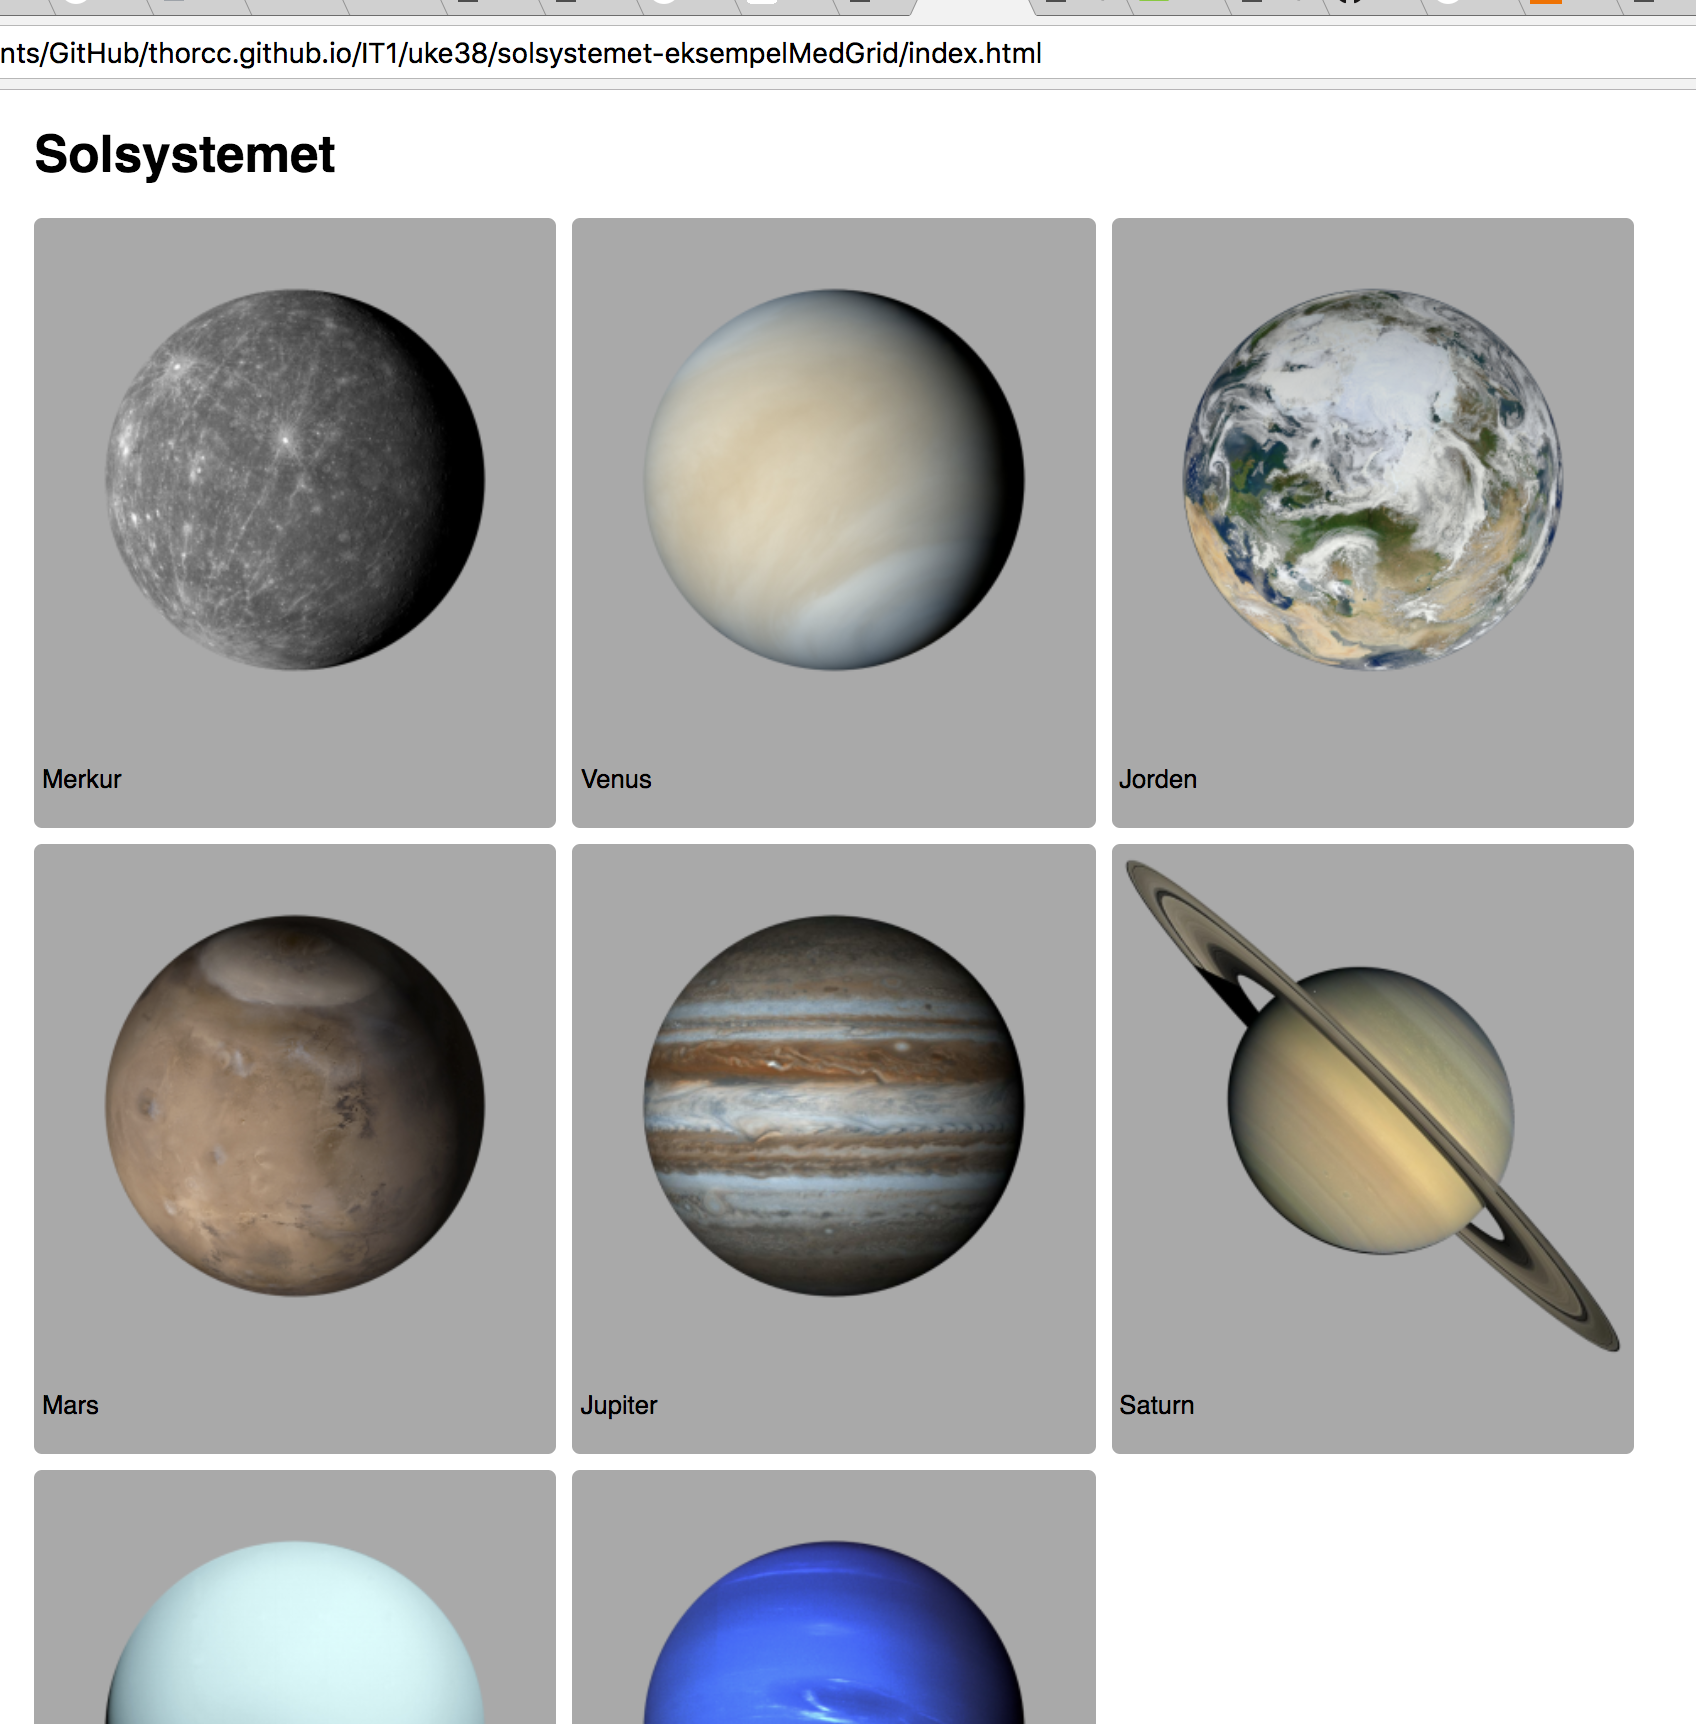 nts/GitHub/thorcc.github.io/IT1/uke38/solsystemet-eksempelMedGrid/index.html
Solsystemet
Merkur
Venus
Jorden
Mars
Jupiter
Saturn